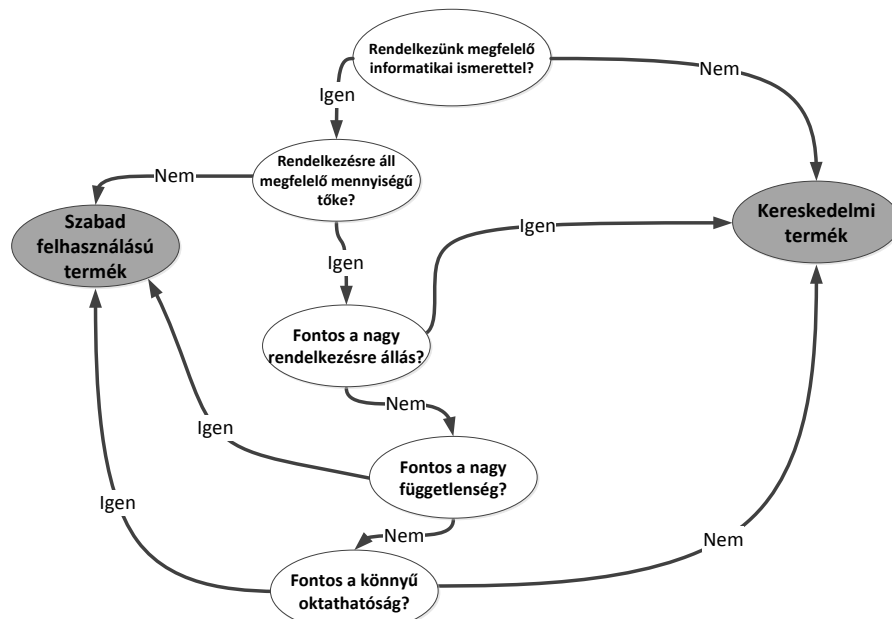 Rendelkezünk megfelelő
informatikai ismerettel?
Nem
Igen
Rendelkezésre áll
megfelelő mennyiségű
tőke?
Nem
Szabad
felhasználású
termék
Kereskedelmi
termék
Igen
Igen
Fontos a nagy
rendelkezésre állás?
Nem
Igen
Fontos a nagy
függetlenség?
Igen
Nem
Nem
Fontos a könnyű
oktathatóság?